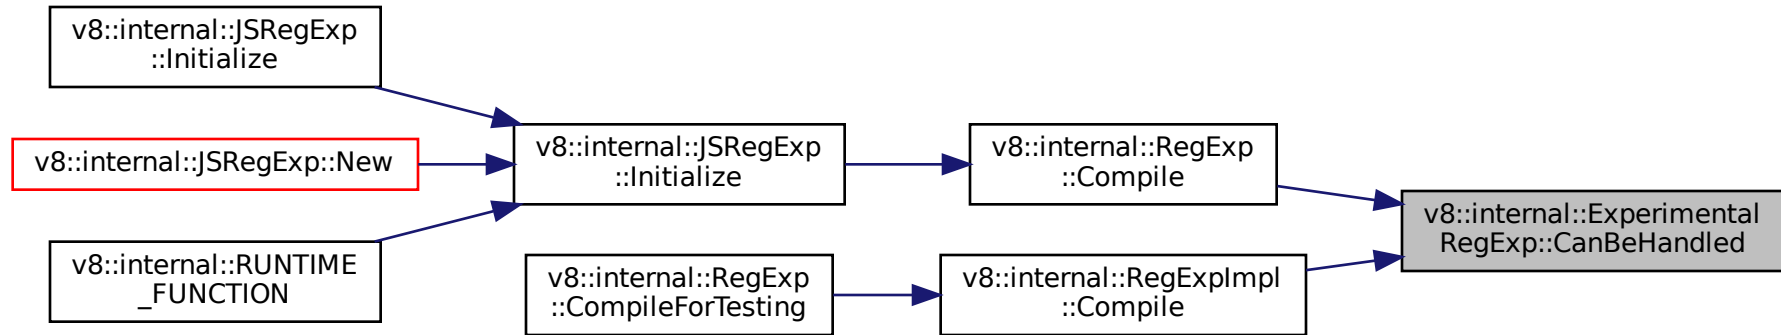 v8::internal::JSRegExp
::Initialize
v8::internal::JSRegExp::New
v8::internal::RUNTIME
_FUNCTION
v8::internal::JSRegExp
::Initialize
v8::internal::RegExp
::CompileForTesting
v8::internal::RegExp
::Compile
v8::internal::RegExpImpl
::Compile
v8::internal::Experimental
RegExp::CanBeHandled